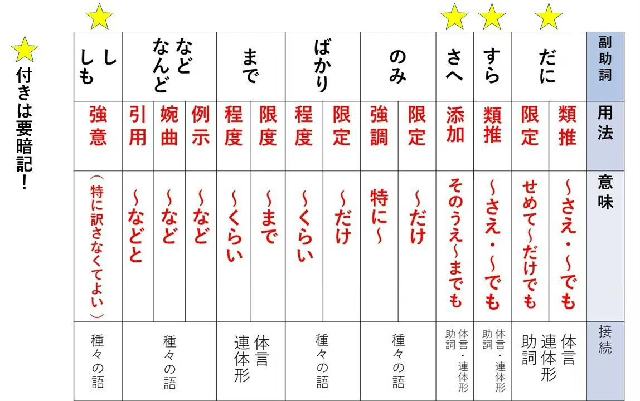 副助詞
用法
意味
接続
だに
類推
限定
~さえ・~でも
せめて~だけでも
体言
連体形
助詞
すら
類推
~さえ・~でも
体言・連体形
助詞
さへ
添加
そのうえ~までも
体言・連体形
助詞
のみ
限定
強調
~だけ
特に~
種々の語
ばかり
限定
程度
~だけ
~くらい
種々の語
まで
限度
程度
~まで
~くらい
体言
連体形
など
なんど
例示
婉曲
引用
~など
~など
~などと
種々の語
し
しも
強意
(特に訳さなくてよい)
種々の語
付きは要暗記!